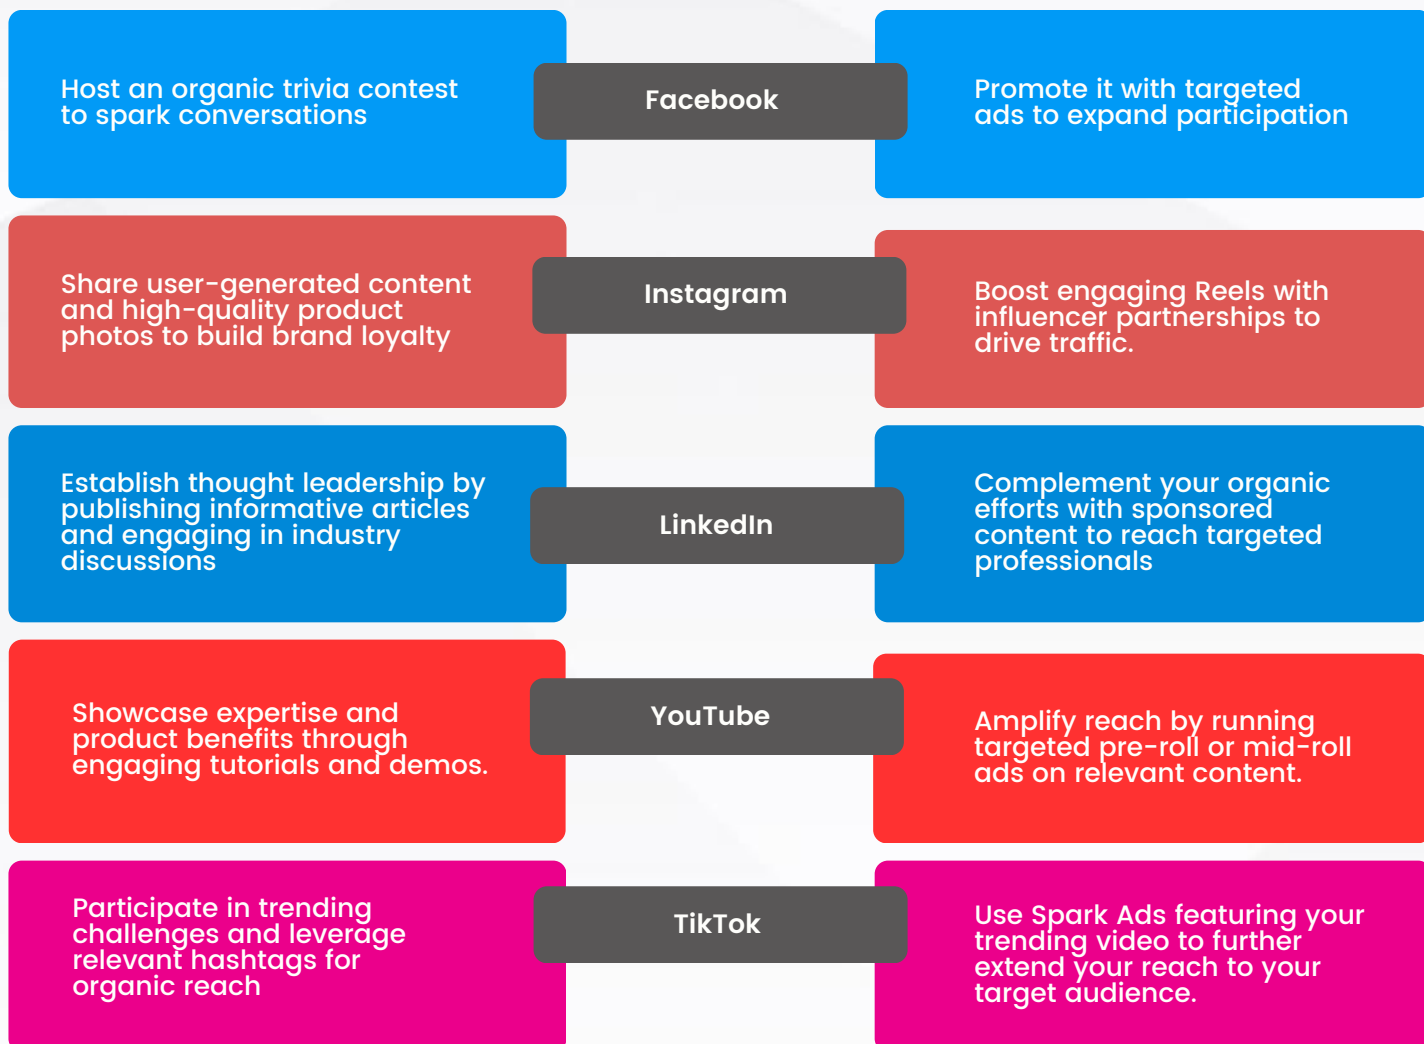 Host an organic trivia contest
to spark conversations
Facebook
Promote it with targeted
ads to expand participation
Share user-generated content
and high-quality product
photos to build brand loyalty
Instagram
Boost engaging Reels with
influencer partnerships to
drive traffic.
Establish thought leadership by
publishing informative articles
and engaging in industry
discussions
LinkedIn
Complement your organic
efforts with sponsored
content to reach targeted
professionals
Showcase expertise and
product benefits through
engaging tutorials and demos.
YouTube
Amplify reach by running
targeted pre-roll or mid-roll
ads on relevant content.
Participate in trending
challenges and leverage
relevant hashtags for
organic reach
TikTok
Use Spark Ads featuring your
trending video to further
extend your reach to your
target audience.